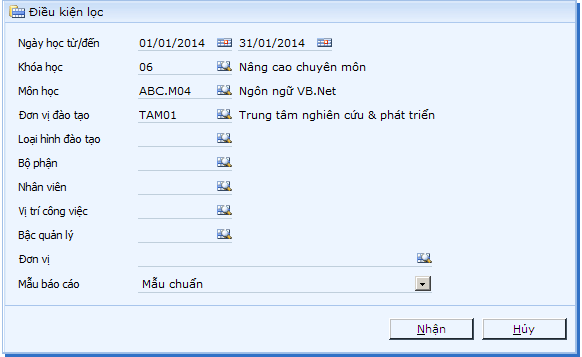 Điều kiện lọc
Ngày học từ/đến 01/01/2014 31/01/2014
Khóa học 06 Nâng cao chuyên môn
Môn học ABC.M04 Ngôn ngữ VB.Net
Đơn vị đào tạo TAM01 Trung tâm nghiên cứu & phát triển
Loại hình đào tạo
Bộ phận
Nhân viên
Vị trí công việc
Bậc quản lý
Đơn vị
Mẫu báo cáo Mẫu chuẩn
Nhận Hủy